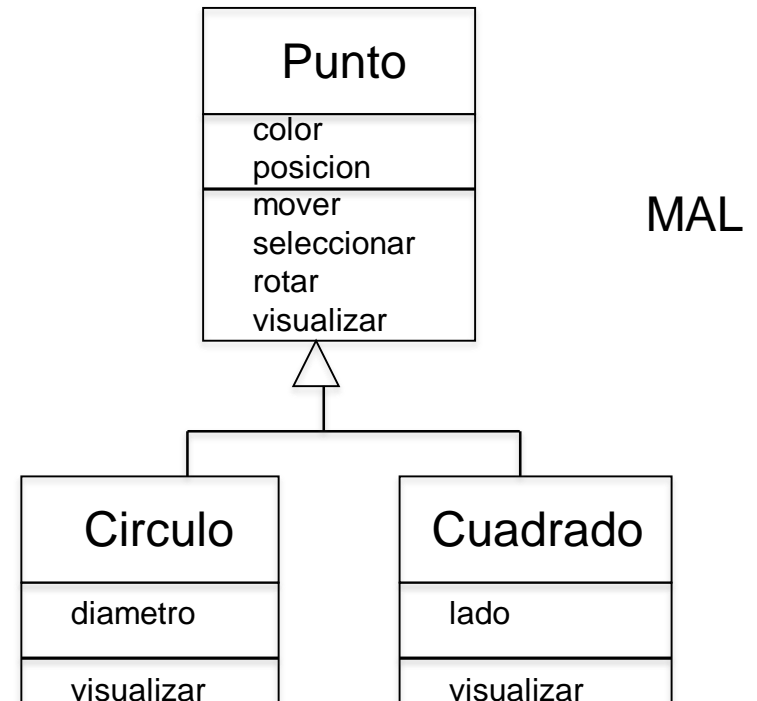 Punto
color
posicion
mover
seleccionar
rotar
visualizar
MAL
Circulo
diametro
visualizar
Cuadrado
lado
visualizar